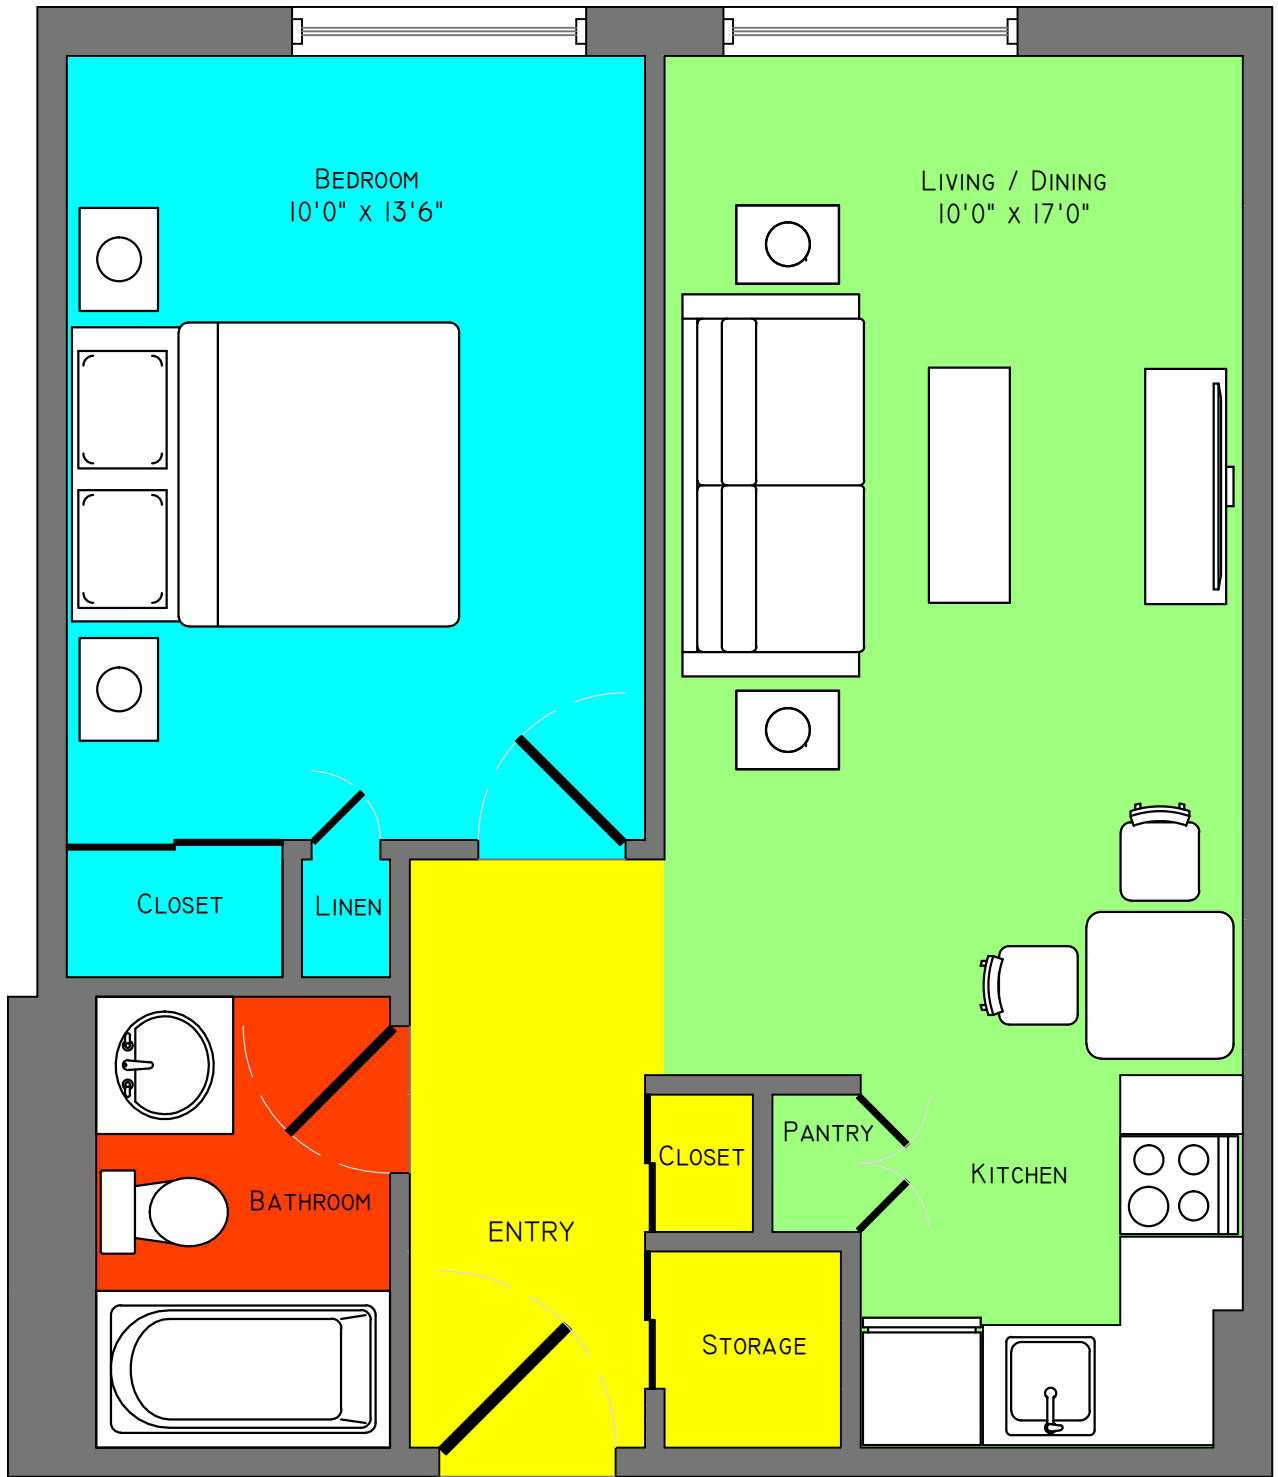 BEDROOM
10'0" X 13'6"
LIVING / DINING
10'0" X 17'0"
CLOSET
LINEN
BATHROOM
ENTRY
CLOSET
PANTRY
KITCHEN
STORAGE